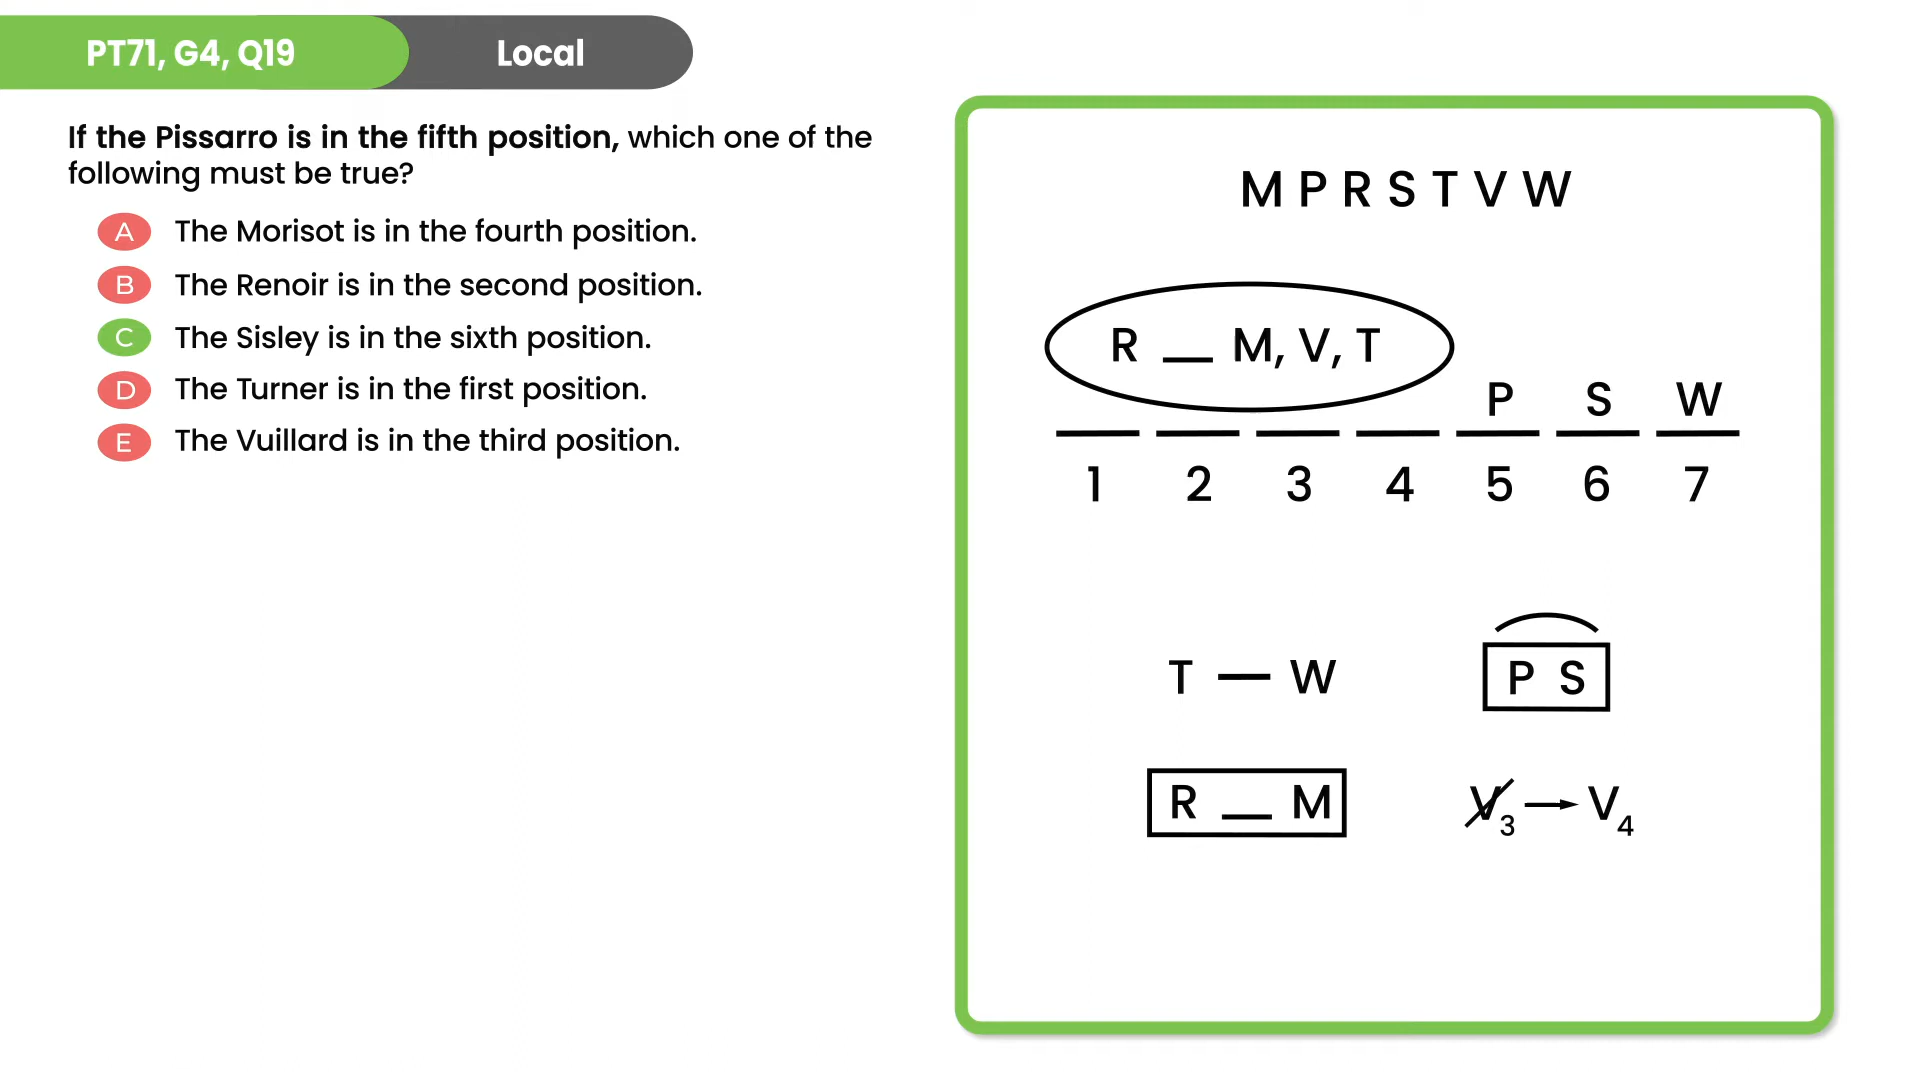 PT71, G4, Q19 Local
If the Pissarro is in the fifth position, which one of the
following must be true?
A The Morisot is in the fourth position.
B The Renoir is in the second position.
C The Sisley is in the sixth position.
D The Turner is in the first position.
E The Vuillard is in the third position.
M P R S T V W
R __ M, V, T
P S W
1 2 3 4 5 6 7
T — W
P S
R __ M
V3 → V4